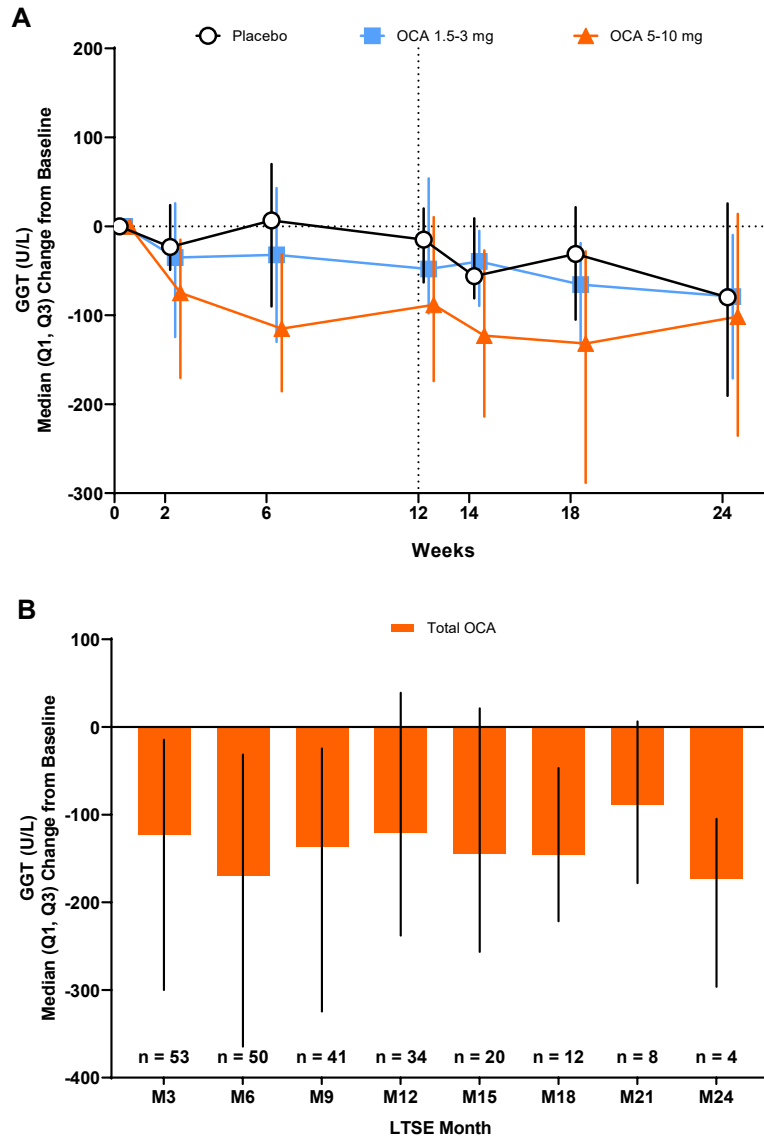 A
Placebo
OCA 1.5-3 mg
OCA 5-10 mg
GGT (U/L)
Median (Q1, Q3) Change from Baseline
200
100
0
-100
-200
-300
0 2 6 12 14 18 24
Weeks
B
Total OCA
GGT (U/L)
Median (Q1, Q3) Change from Baseline
100
0
-100
-200
-300
-400
n = 53 n = 50 n = 41 n = 34 n = 20 n = 12 n = 8 n = 4
M3 M6 M9 M12 M15 M18 M21 M24
LTSE Month